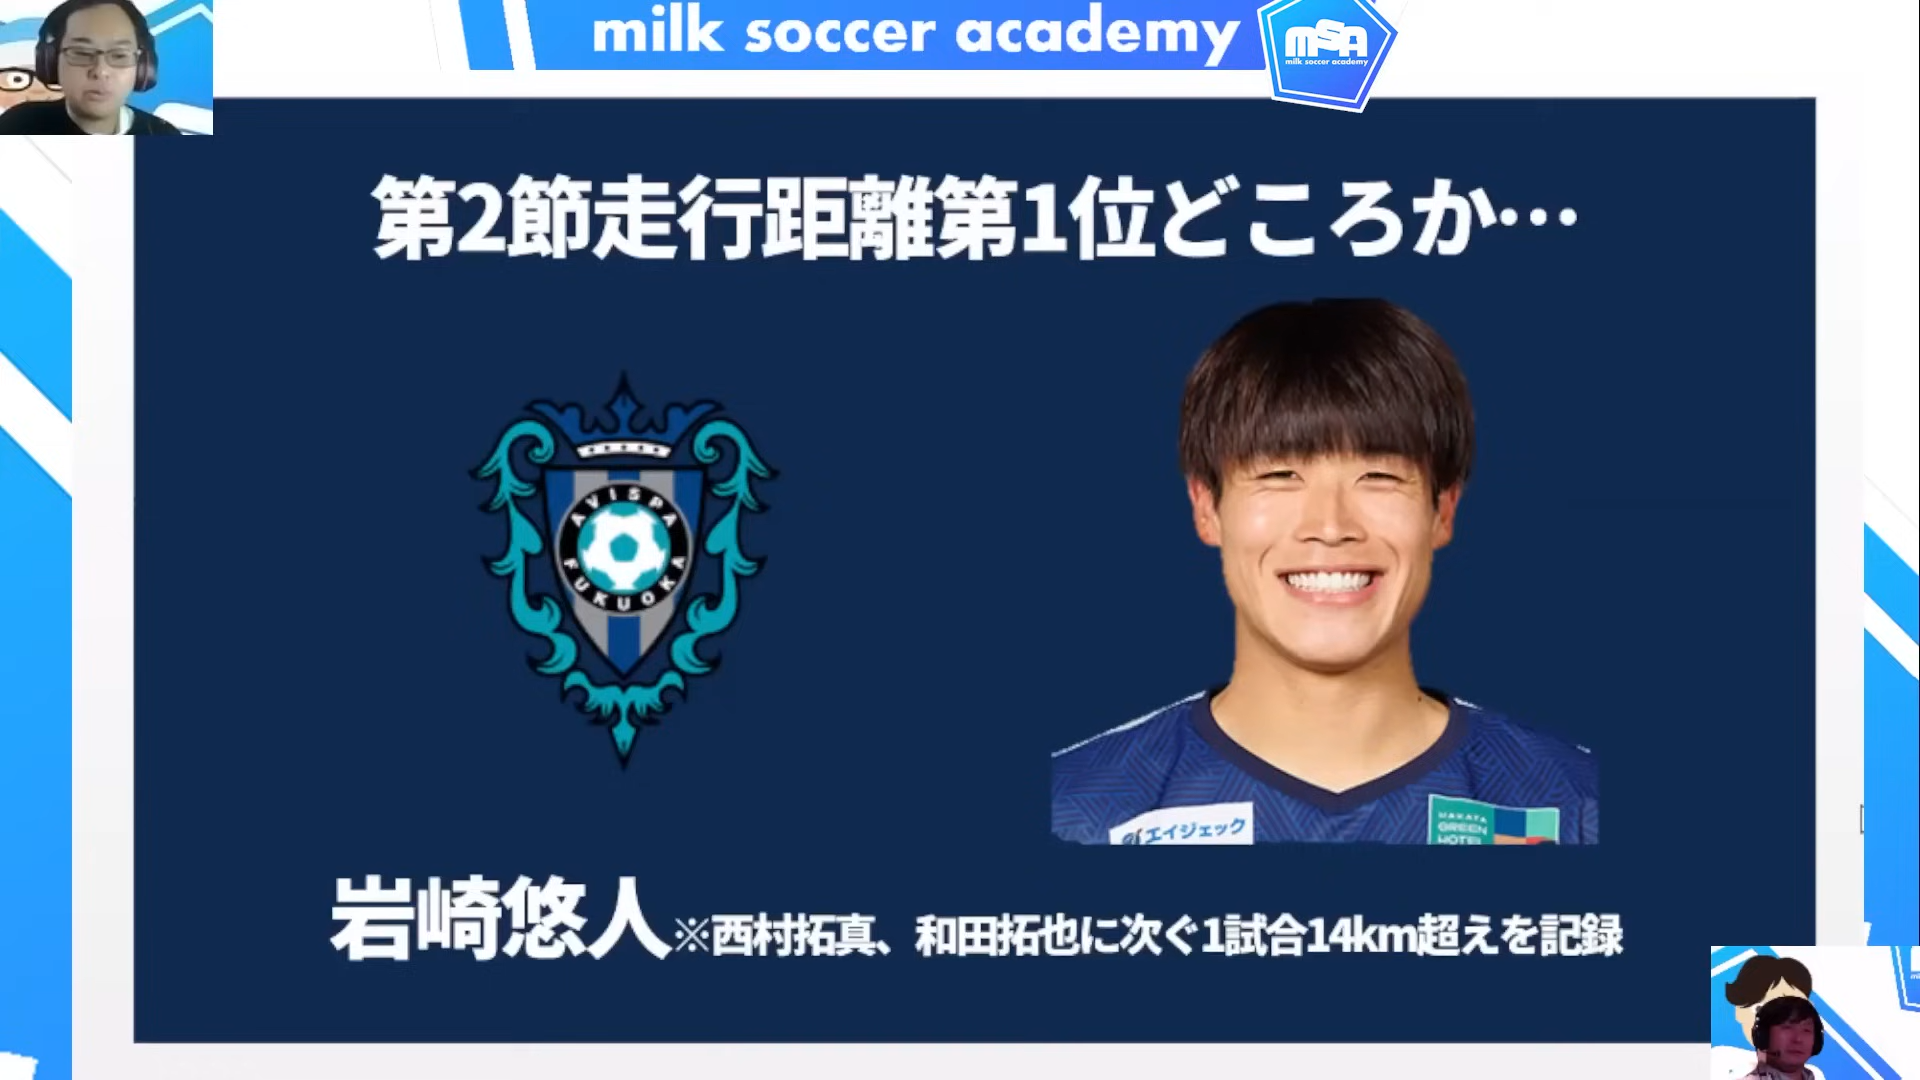 milk soccer academy
MSA
milk soccer academy
第2節走行距離第1位どころか…
AVISPA
FUKUOKA
エイジェック
HAKATA
GREEN
HOTEL
岩崎悠人※西村拓真、和田拓也に次ぐ1試合14km超えを記録